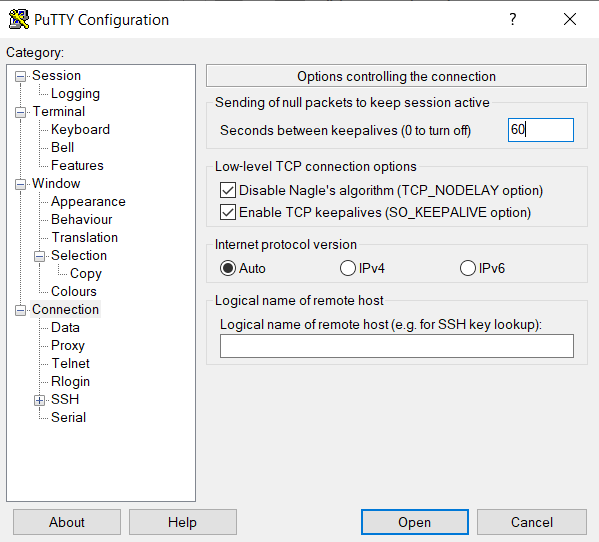 PuTTY Configuration
?
Category:
Session
Logging
Terminal
Keyboard
Bell
Features
Window
Appearance
Behaviour
Translation
Selection
Copy
Colours
Connection
Data
Proxy
Telnet
Rlogin
SSH
Serial
Options controlling the connection
Sending of null packets to keep session active
Seconds between keepalives (0 to turn off) 60
Low-level TCP connection options
Disable Nagle's algorithm (TCP_NODELAY option)
Enable TCP keepalives (SO_KEEPALIVE option)
Internet protocol version
Auto IPv4 IPv6
Logical name of remote host
Logical name of remote host (e.g. for SSH key lookup):
About Help Open Cancel